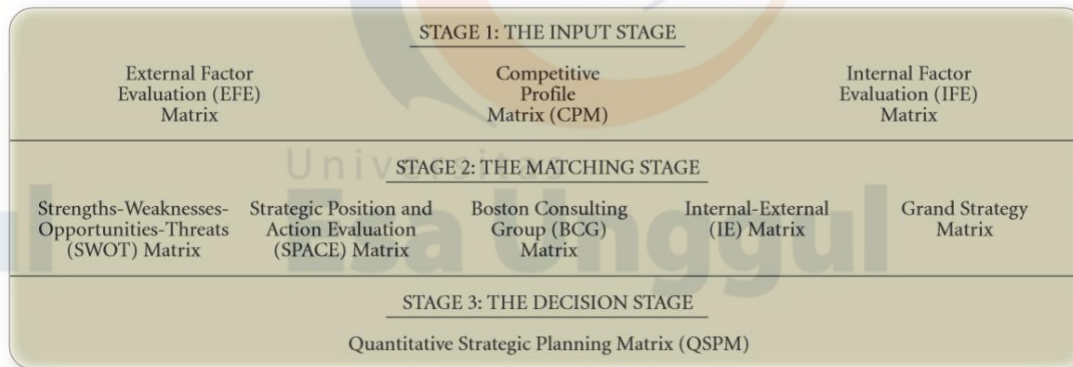 STAGE 1: THE INPUT STAGE
External Factor
Evaluation (EFE)
Matrix
Competitive
Profile
Matrix (CPM)
Internal Factor
Evaluation (IFE)
Matrix
STAGE 2: THE MATCHING STAGE
Strengths-Weaknesses-
Opportunities-Threats
(SWOT) Matrix
Strategic Position and
Action Evaluation
(SPACE) Matrix
Boston Consulting
Group (BCG)
Matrix
Internal-External
(IE) Matrix
Grand Strategy
Matrix
STAGE 3: THE DECISION STAGE
Quantitative Strategic Planning Matrix (QSPM)
Universitas
Esa Unggul